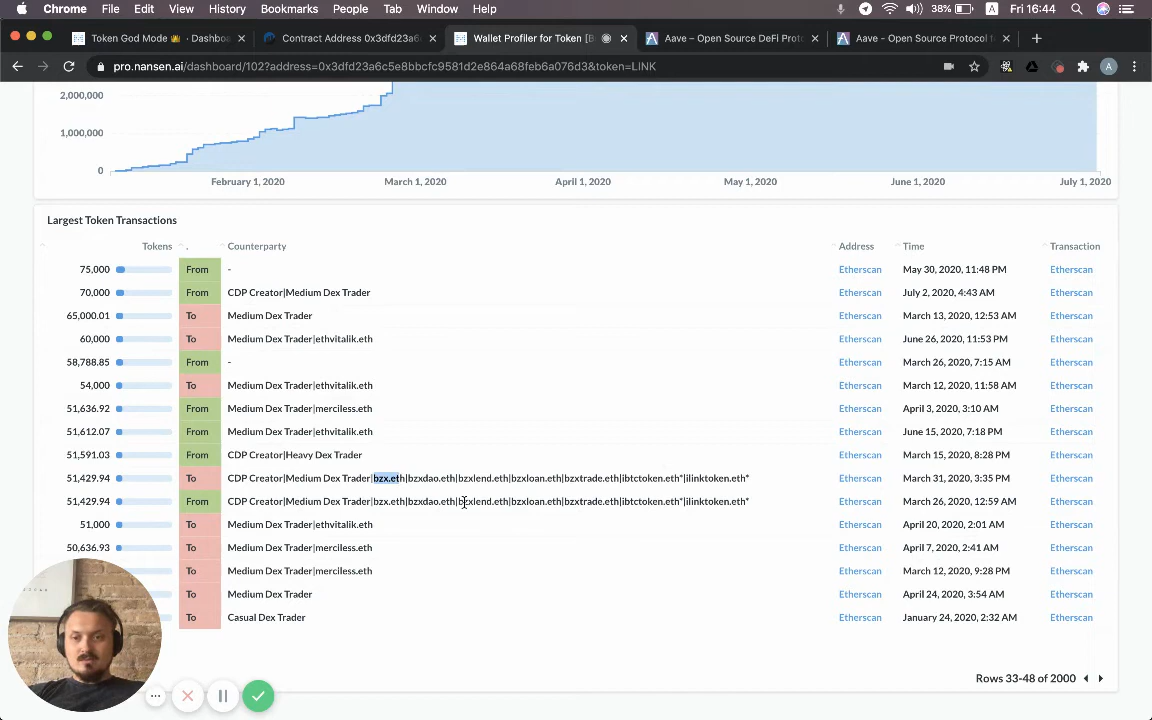 Chrome File Edit View History Bookmarks People Tab Window Help 38% A Fri 16:44
Token God Mode 👑 - Dashbo Contract Address 0x3dfd23a6c Wallet Profiler for Token [B Aave – Open Source DeFi Prot Aave – Open Source Protocol f
pro.nansen.ai/dashboard/102?address=0x3dfd23a6c5e8bbcfc9581d2e864a68feb6a076d3&token=LINK A
2,000,000
1,000,000
0
February 1, 2020 March 1, 2020 April 1, 2020 May 1, 2020 June 1, 2020 July 1, 2020
Largest Token Transactions
Tokens . Counterparty Address Time Transaction
75,000 From - Etherscan May 30, 2020, 11:48 PM Etherscan
70,000 From CDP Creator|Medium Dex Trader Etherscan July 2, 2020, 4:43 AM Etherscan
65,000.01 To Medium Dex Trader Etherscan March 13, 2020, 12:53 AM Etherscan
60,000 To Medium Dex Trader|ethvitalik.eth Etherscan June 26, 2020, 11:53 PM Etherscan
58,788.85 From - Etherscan March 26, 2020, 7:15 AM Etherscan
54,000 To Medium Dex Trader|ethvitalik.eth Etherscan March 12, 2020, 11:58 AM Etherscan
51,636.92 From Medium Dex Trader|merciless.eth Etherscan April 3, 2020, 3:10 AM Etherscan
51,612.07 From Medium Dex Trader|ethvitalik.eth Etherscan June 15, 2020, 7:18 PM Etherscan
51,591.03 From CDP Creator|Heavy Dex Trader Etherscan March 15, 2020, 8:28 PM Etherscan
51,429.94 To CDP Creator|Medium Dex Trader|bzx.eth|bzxdao.eth|bzxlend.eth|bzxloan.eth|bzxtrade.eth|ibtctoken.eth*|ilinktoken.eth* Etherscan March 31, 2020, 3:35 PM Etherscan
51,429.94 From CDP Creator|Medium Dex Trader|bzx.eth|bzxdao.eth|bzxlend.eth|bzxloan.eth|bzxtrade.eth|ibtctoken.eth*|ilinktoken.eth* Etherscan March 26, 2020, 12:59 AM Etherscan
51,000 To Medium Dex Trader|ethvitalik.eth Etherscan April 20, 2020, 2:01 AM Etherscan
50,636.93 To Medium Dex Trader|merciless.eth Etherscan April 7, 2020, 2:41 AM Etherscan
To Medium Dex Trader|merciless.eth Etherscan March 12, 2020, 9:28 PM Etherscan
To Medium Dex Trader Etherscan April 24, 2020, 3:54 AM Etherscan
To Casual Dex Trader Etherscan January 24, 2020, 2:32 AM Etherscan
Rows 33-48 of 2000